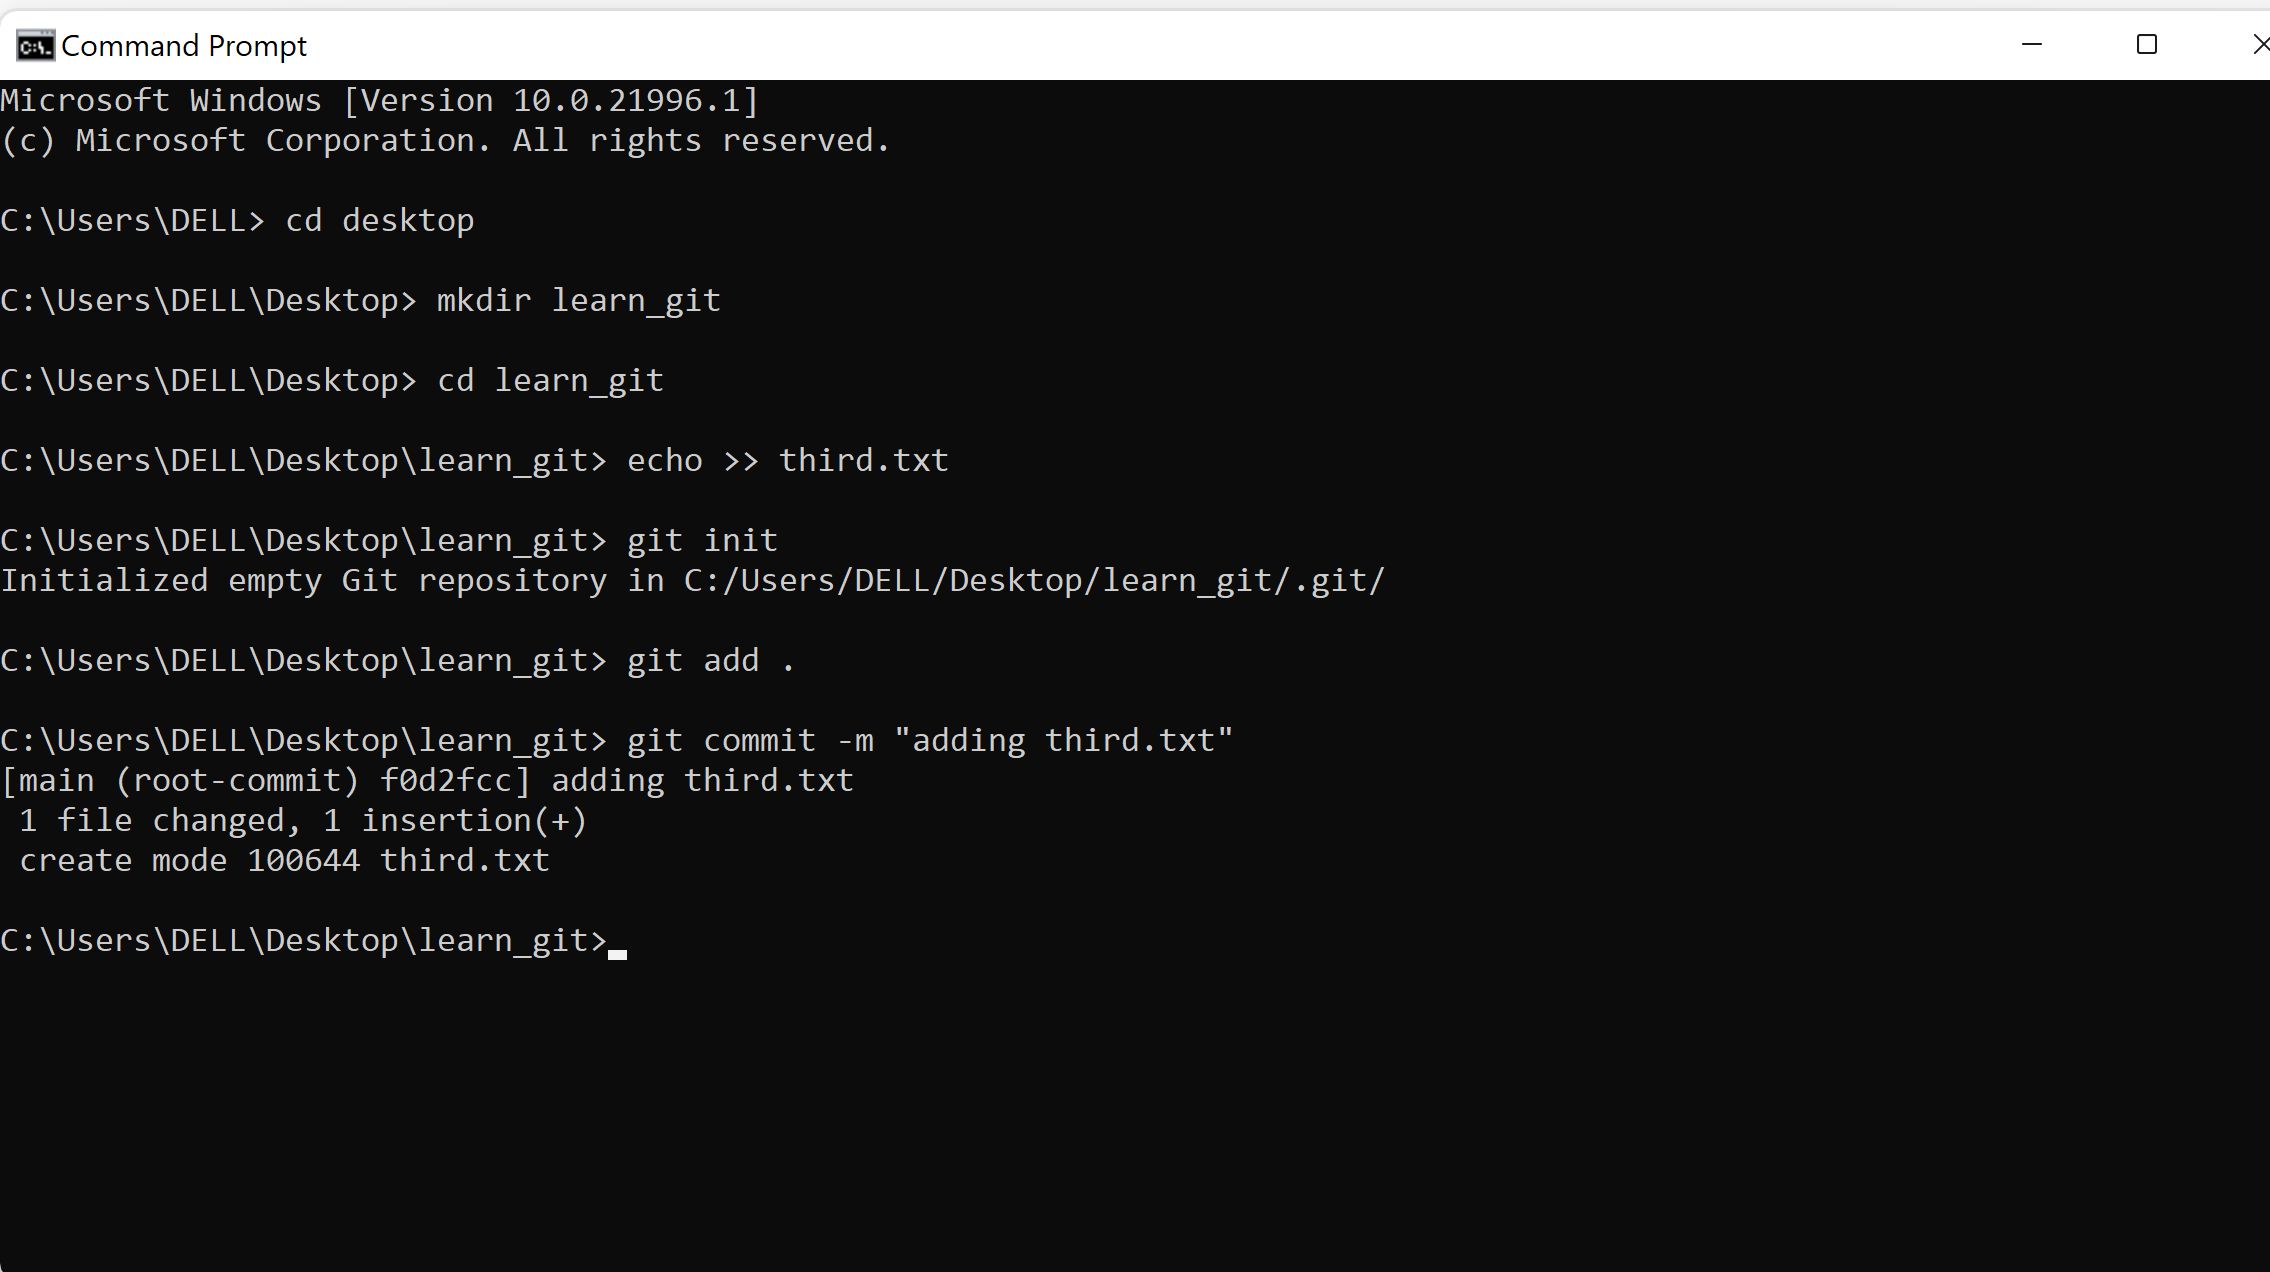 Command Prompt
Microsoft Windows [Version 10.0.21996.1]
(c) Microsoft Corporation. All rights reserved.
C:\Users\DELL> cd desktop
C:\Users\DELL\Desktop> mkdir learn_git
C:\Users\DELL\Desktop> cd learn_git
C:\Users\DELL\Desktop\learn_git> echo >> third.txt
C:\Users\DELL\Desktop\learn_git> git init
Initialized empty Git repository in C:/Users/DELL/Desktop/learn_git/.git/
C:\Users\DELL\Desktop\learn_git> git add .
C:\Users\DELL\Desktop\learn_git> git commit -m "adding third.txt"
[main (root-commit) f0d2fcc] adding third.txt
 1 file changed, 1 insertion(+)
 create mode 100644 third.txt
C:\Users\DELL\Desktop\learn_git>